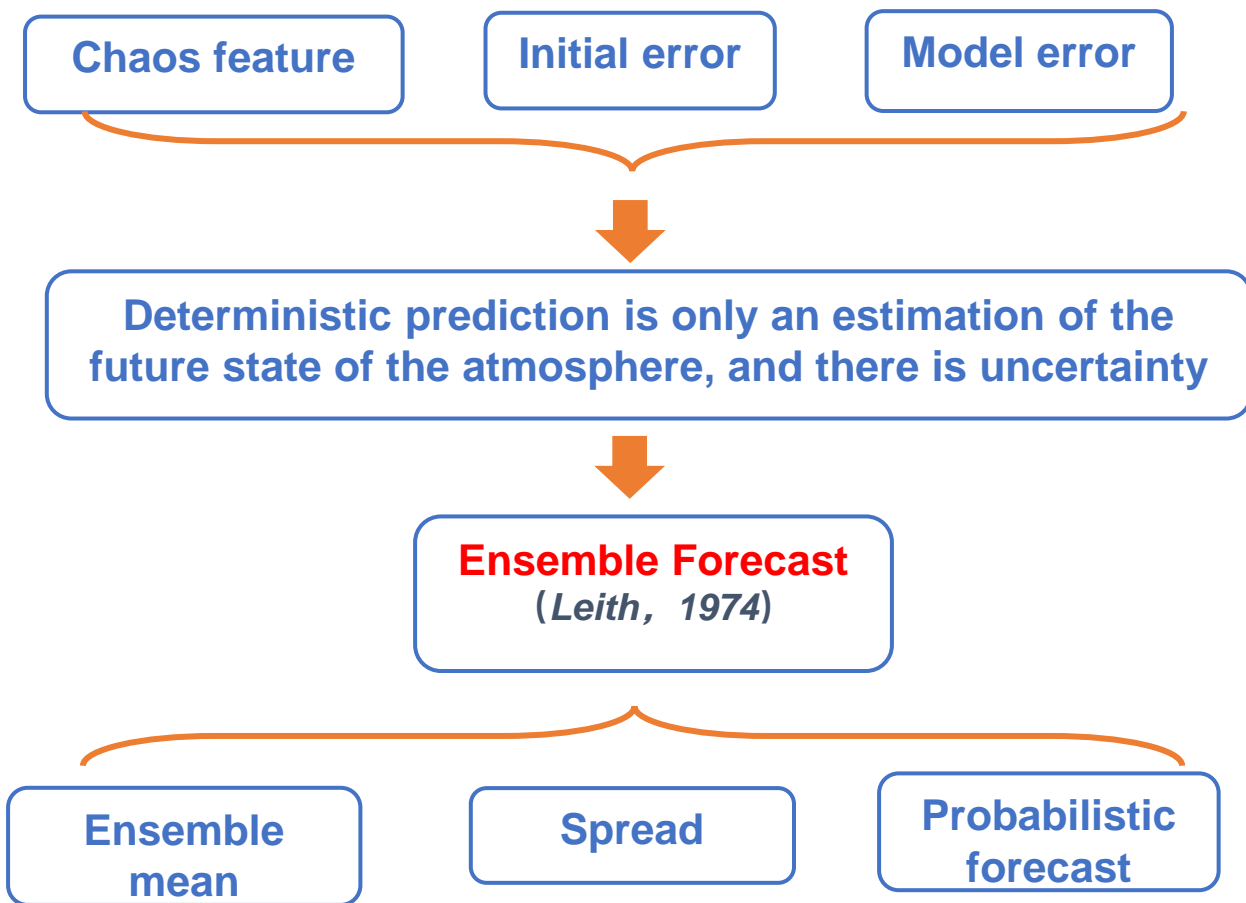 Chaos feature
Initial error
Model error
Deterministic prediction is only an estimation of the
future state of the atmosphere, and there is uncertainty
Ensemble Forecast
(Leith, 1974)
Ensemble
mean
Spread
Probabilistic
forecast